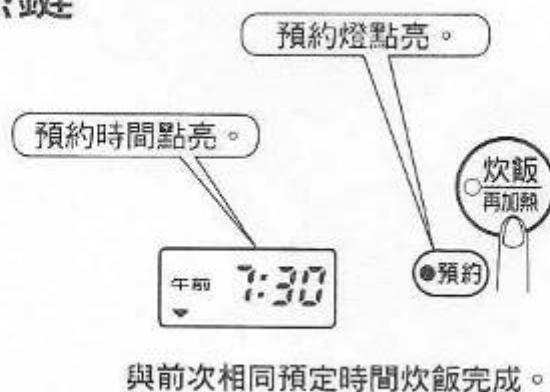 鍵
預約燈點亮。
預約時間點亮。
炊飯
再加熱
午前 7:30
預約
與前次相同預定時間炊飯完成。